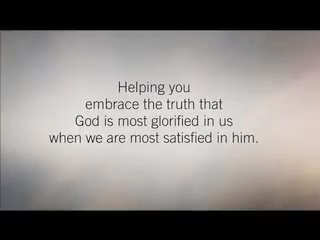 Helping you
embrace the truth that
God is most glorified in us
when we are most satisfied in him.